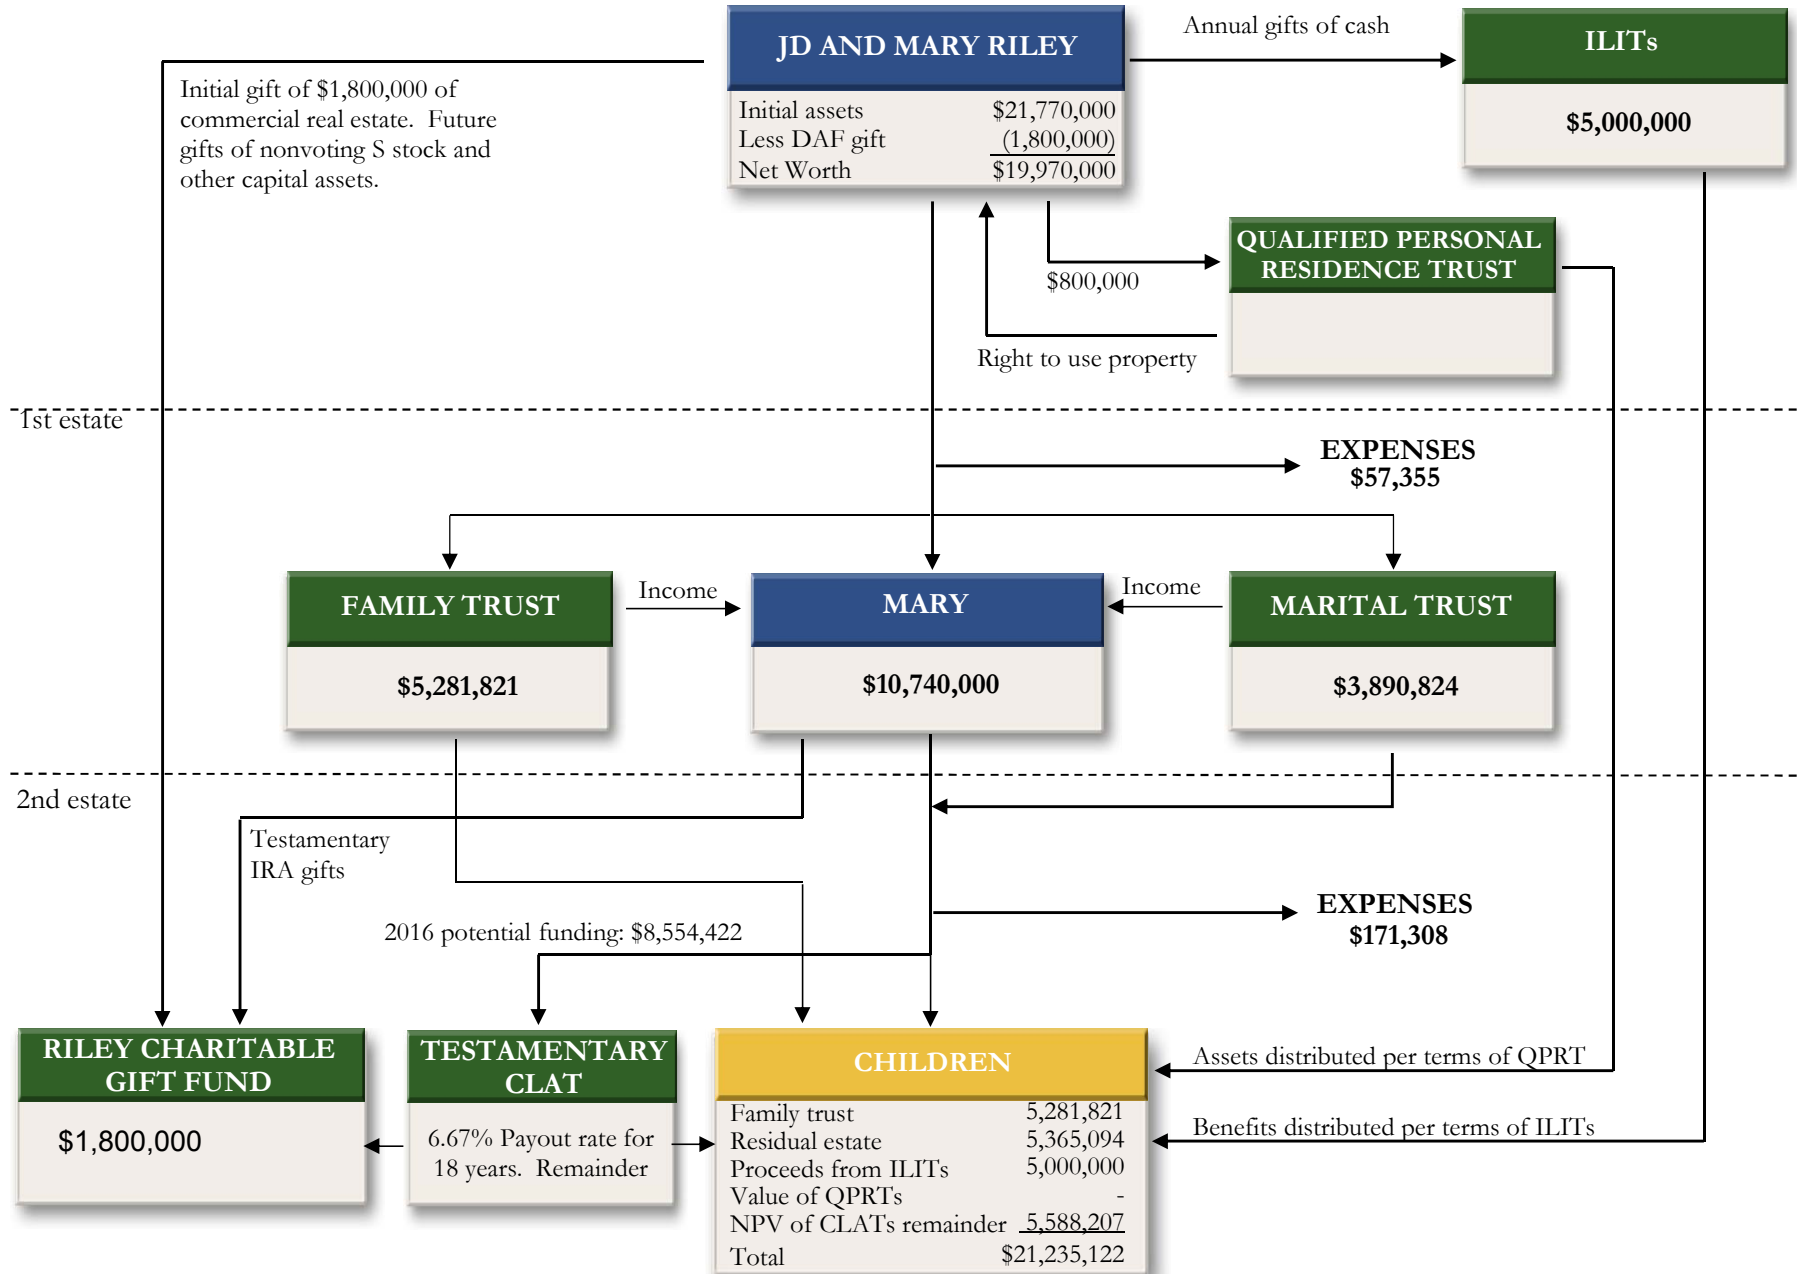 JD AND MARY RILEY
Initial assets $21,770,000
Less DAF gift (1,800,000)
Net Worth $19,970,000
Annual gifts of cash
ILITs
$5,000,000
Initial gift of $1,800,000 of
commercial real estate. Future
gifts of nonvoting S stock and
other capital assets.
QUALIFIED PERSONAL
RESIDENCE TRUST
$800,000
Right to use property
1st estate
EXPENSES
$57,355
FAMILY TRUST
$5,281,821
Income
MARY
$10,740,000
Income
MARITAL TRUST
$3,890,824
2nd estate
Testamentary
IRA gifts
EXPENSES
$171,308
2016 potential funding: $8,554,422
RILEY CHARITABLE
GIFT FUND
$1,800,000
TESTAMENTARY
CLAT
6.67% Payout rate for
18 years. Remainder
CHILDREN
Family trust 5,281,821
Residual estate 5,365,094
Proceeds from ILITs 5,000,000
Value of QPRTs -
NPV of CLATs remainder 5,588,207
Total $21,235,122
Assets distributed per terms of QPRT
Benefits distributed per terms of ILITs